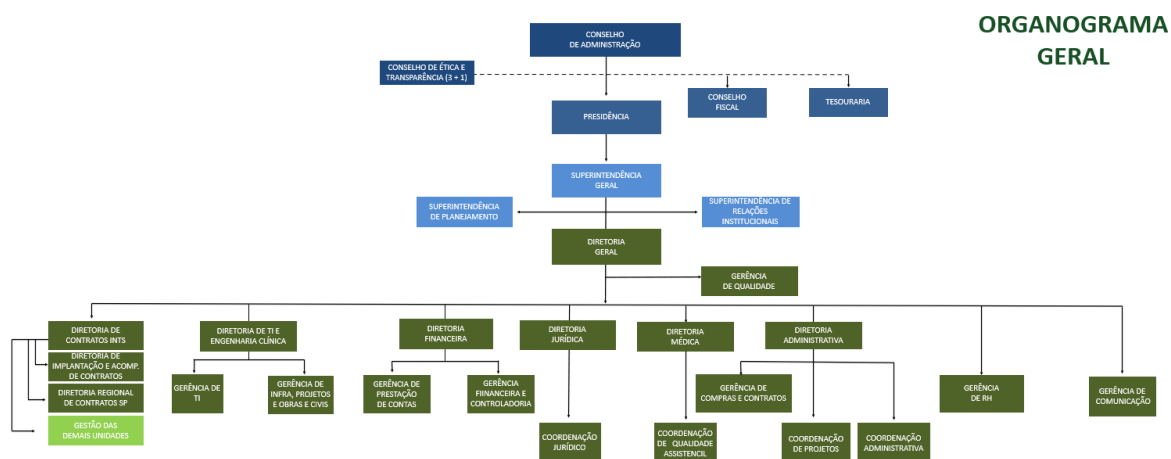 ORGANOGRAMA
GERAL
CONSELHO
DE ADMINISTRAÇÃO
CONSELHO DE ÉTICA E
TRANSPARÊNCIA (3 + 1)
CONSELHO
FISCAL
TESOURARIA
PRESIDÊNCIA
SUPERINTENDÊNCIA
GERAL
SUPERINTENDÊNCIA
DE PLANEJAMENTO
SUPERINTENDÊNCIA DE
RELAÇÕES
INSTITUCIONAIS
DIRETORIA
GERAL
GERÊNCIA
DE QUALIDADE
DIRETORIA DE
CONTRATOS INTS
DIRETORIA DE TI E
ENGENHARIA CLÍNICA
DIRETORIA
FINANCEIRA
DIRETORIA
JURÍDICA
DIRETORIA
MÉDICA
DIRETORIA
ADMINISTRATIVA
DIRETORIA DE
IMPLANTAÇÃO E ACOMP.
DE CONTRATOS
DIRETORIA REGIONAL
DE CONTRATOS SP
GESTÃO DAS
DEMAIS UNIDADES
GERÊNCIA DE
TI
GERÊNCIA DE
INFRA, PROJETOS
E OBRAS E CIVIS
GERÊNCIA DE
PRESTAÇÃO
DE CONTAS
GERÊNCIA
FIINANCEIRA E
CONTROLADORIA
GERÊNCIA DE
COMPRAS E CONTRATOS
GERÊNCIA
DE RH
GERÊNCIA DE
COMUNICAÇÃO
COORDENAÇÃO
JURÍDICO
COORDENAÇÃO
DE QUALIDADE
ASSISTENCIL
COORDENAÇÃO
DE PROJETOS
COORDENAÇÃO
ADMINISTRATIVA